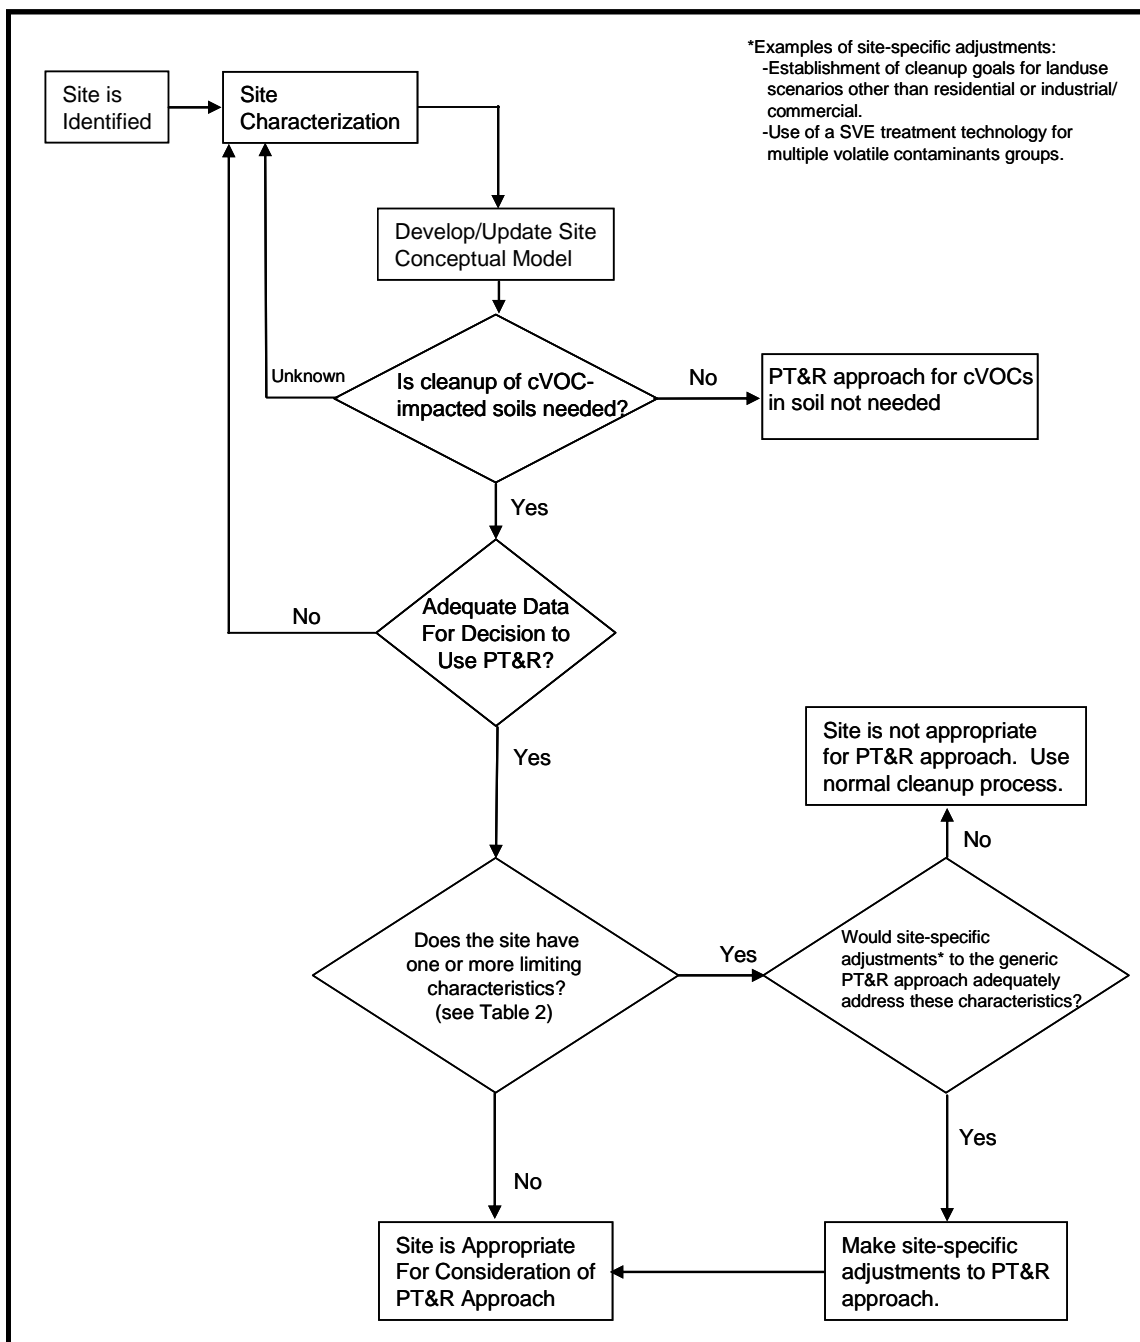 *Examples of site-specific adjustments:
-Establishment of cleanup goals for landuse
scenarios other than residential or industrial/
commercial.
-Use of a SVE treatment technology for
multiple volatile contaminants groups.
Site is
Identified
Site
Characterization
Develop/Update Site
Conceptual Model
Unknown
Is cleanup of cVOC-
impacted soils needed?
No
PT&R approach for cVOCs
in soil not needed
Yes
No
Adequate Data
For Decision to
Use PT&R?
Yes
Site is not appropriate
for PT&R approach. Use
normal cleanup process.
No
Does the site have
one or more limiting
characteristics?
(see Table 2)
Yes
Would site-specific
adjustments* to the generic
PT&R approach adequately
address these characteristics?
Yes
No
Site is Appropriate
For Consideration of
PT&R Approach
Make site-specific
adjustments to PT&R
approach.